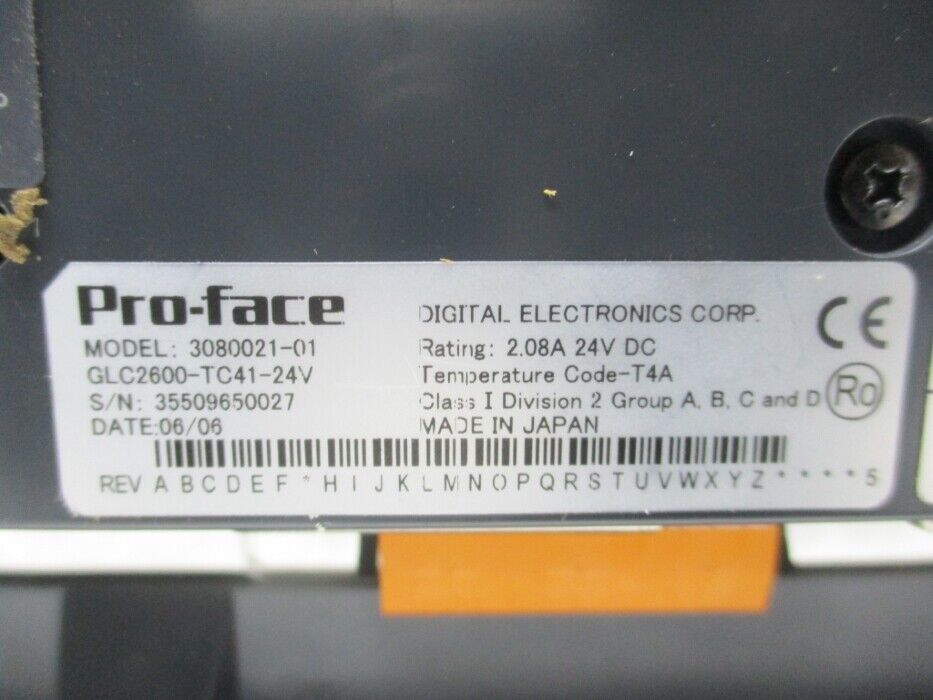 Pro-face
MODEL: 3080021-01
GLC2600-TC41-24V
S/N: 35509650027
DATE:06/06
DIGITAL ELECTRONICS CORP.
Rating: 2.08A 24V DC
Temperature Code-T4A
Class I Division 2 Group A, B, C and D
MADE IN JAPAN
CE
Ro
REV A B C D E F * H I J K L M N O P Q R S T U V W X Y Z * * * * 5